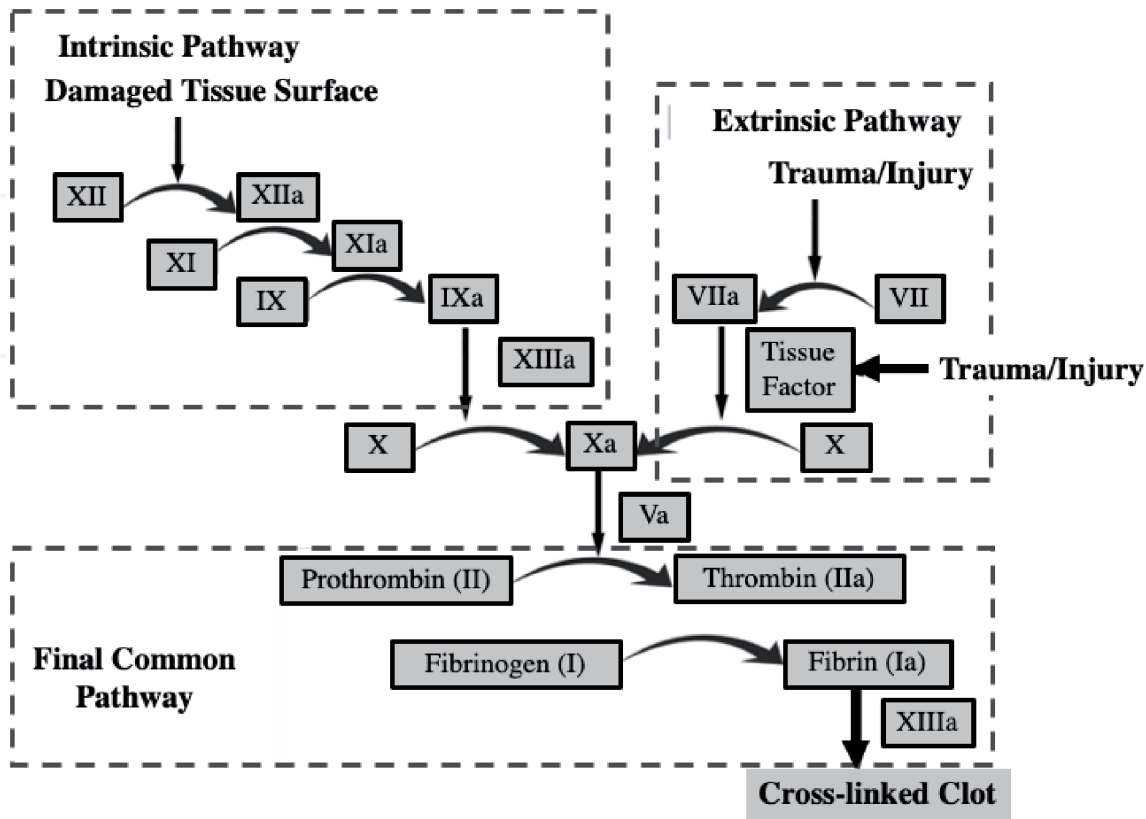 Intrinsic Pathway
Damaged Tissue Surface
Extrinsic Pathway
Trauma/Injury
XII
XIIa
XI
XIa
IX
IXa
VIIa
VII
XIIIa
Tissue
Factor
Trauma/Injury
X
Xa
X
Va
Prothrombin (II)
Thrombin (IIa)
Final Common
Pathway
Fibrinogen (I)
Fibrin (Ia)
XIIIa
Cross-linked Clot